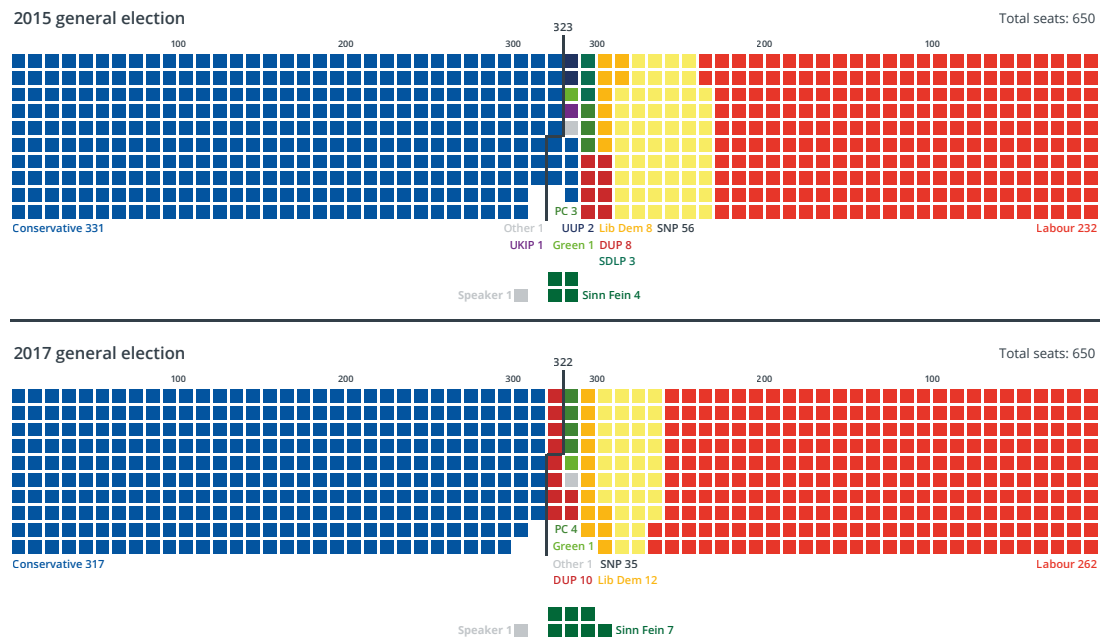 2015 general election
Total seats: 650
323
100 200 300 300 200 100
PC 3
Conservative 331 Other 1 UUP 2 Lib Dem 8 SNP 56 Labour 232
UKIP 1 Green 1 DUP 8
SDLP 3
Speaker 1 Sinn Fein 4
2017 general election
Total seats: 650
322
100 200 300 300 200 100
PC 4
Green 1
Conservative 317 Other 1 SNP 35 Labour 262
DUP 10 Lib Dem 12
Speaker 1 Sinn Fein 7